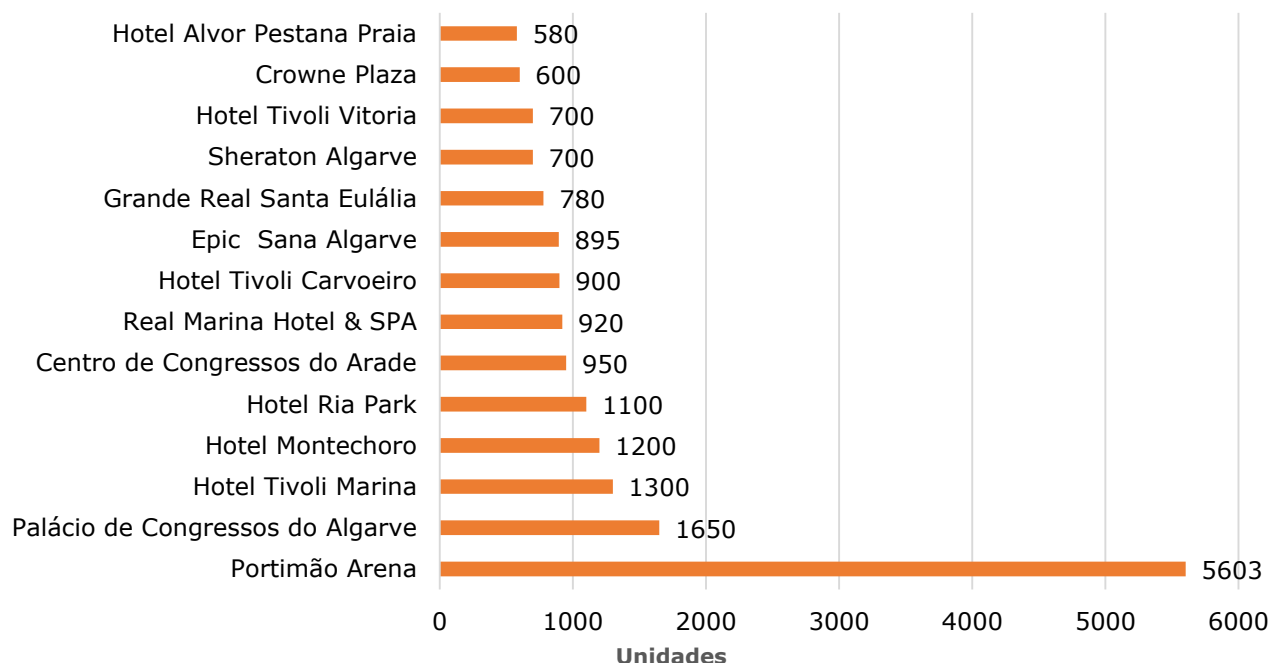 Hotel Alvor Pestana Praia 580
Crowne Plaza 600
Hotel Tivoli Vitoria 700
Sheraton Algarve 700
Grande Real Santa Eulália 780
Epic  Sana Algarve 895
Hotel Tivoli Carvoeiro 900
Real Marina Hotel & SPA 920
Centro de Congressos do Arade 950
Hotel Ria Park 1100
Hotel Montechoro 1200
Hotel Tivoli Marina 1300
Palácio de Congressos do Algarve 1650
Portimão Arena 5603
0 1000 2000 3000 4000 5000 6000
Unidades